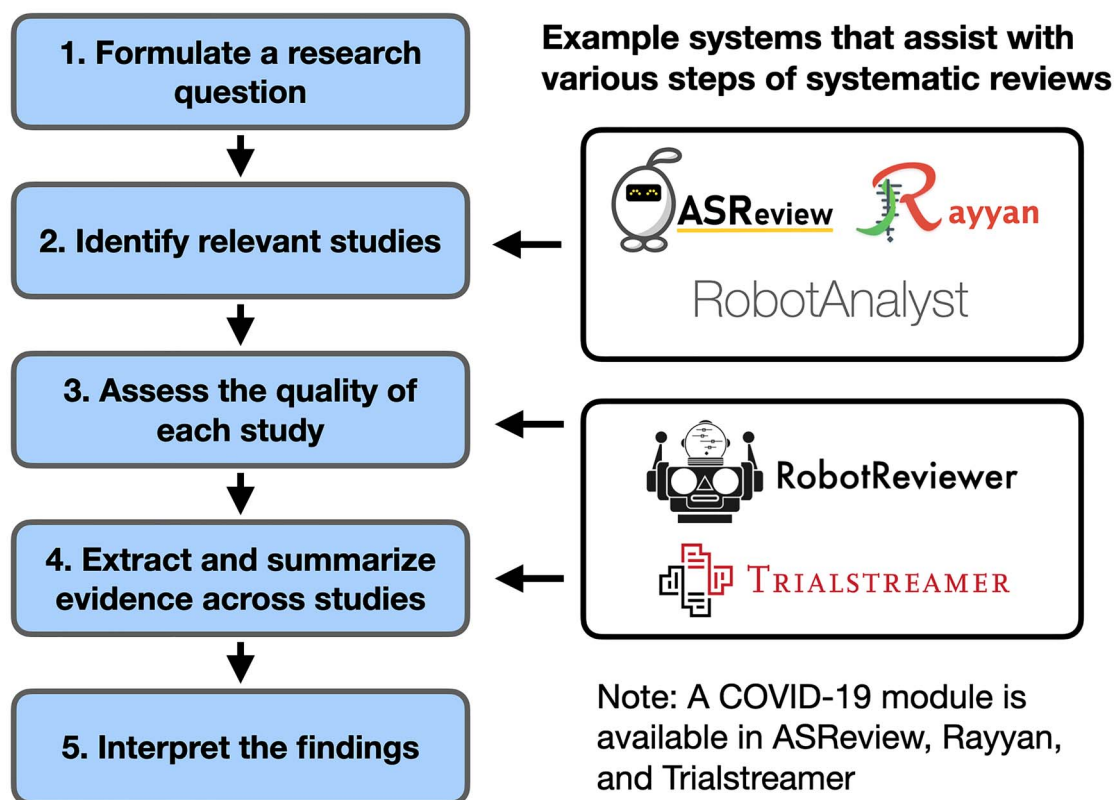 1. Formulate a research
question
2. Identify relevant studies
3. Assess the quality of
each study
4. Extract and summarize
evidence across studies
5. Interpret the findings
Example systems that assist with
various steps of systematic reviews
ASReview
Rayyan
RobotAnalyst
RobotReviewer
TRIALSTREAMER
Note: A COVID-19 module is
available in ASReview, Rayyan,
and Trialstreamer